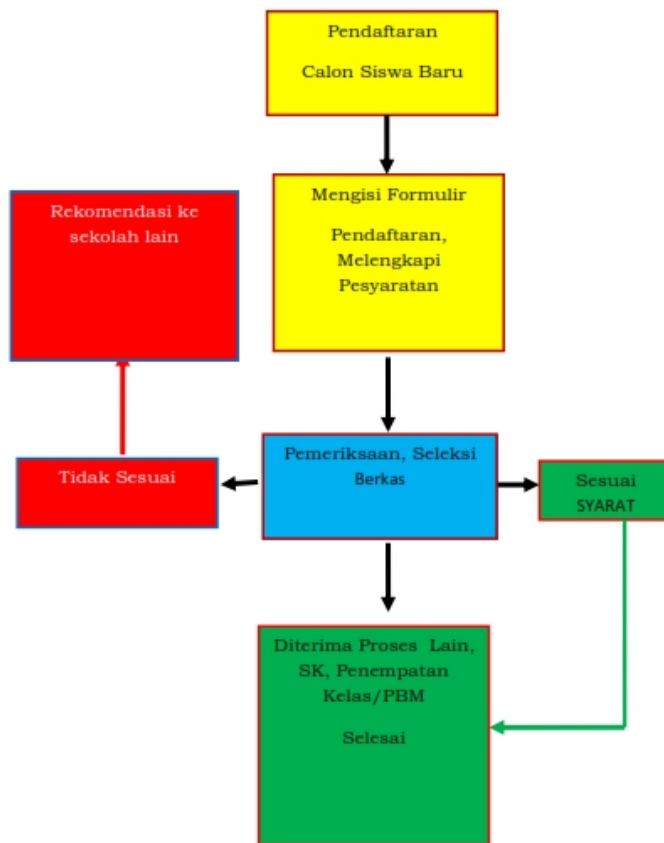 Pendaftaran
Calon Siswa Baru
Mengisi Formulir
Pendaftaran,
Melengkapi
Pesyaratan
Rekomendasi ke
sekolah lain
Pemeriksaan, Seleksi
Berkas
Tidak Sesuai
Sesuai
SYARAT
Diterima Proses Lain,
SK, Penempatan
Kelas/PBM
Selesai